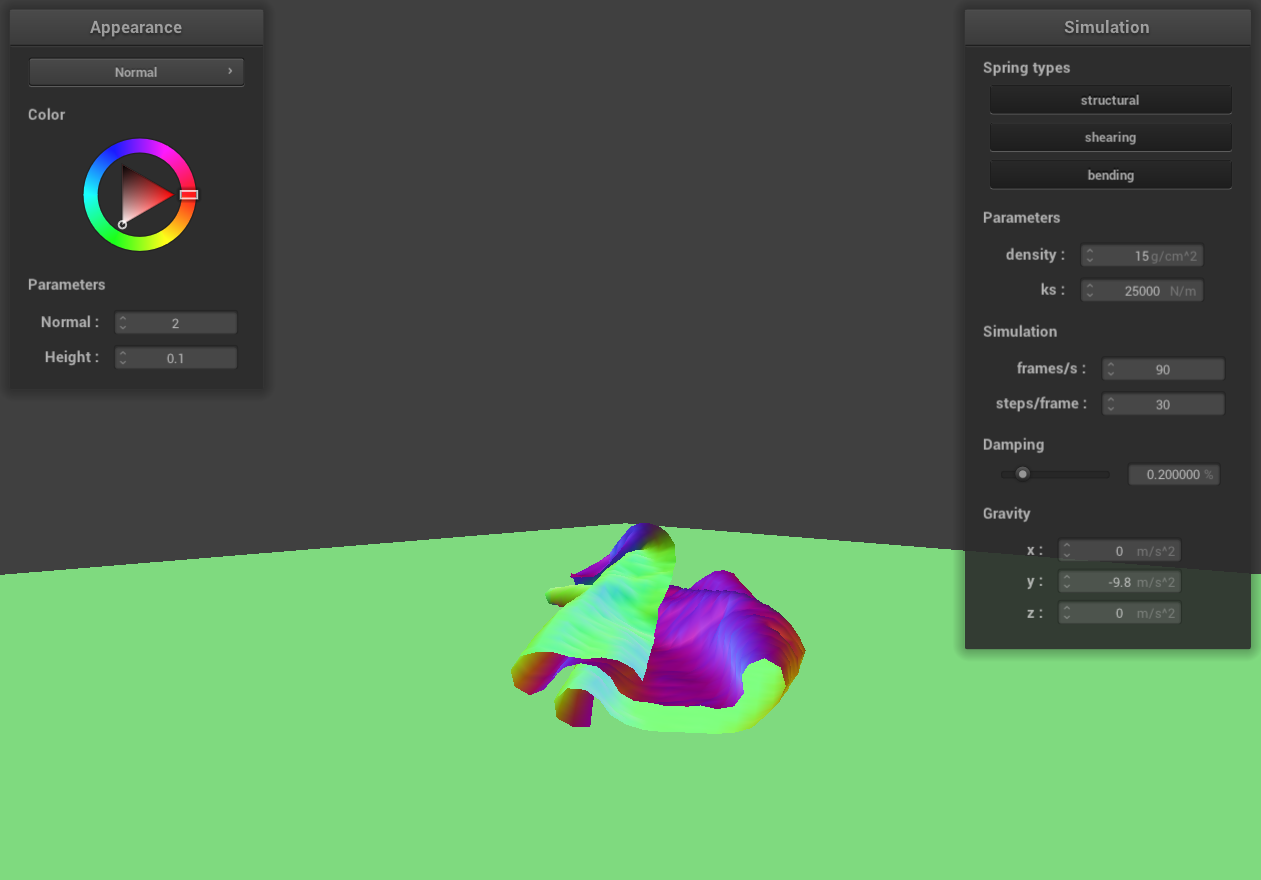 Appearance
Normal
Color
Parameters
Normal : 2
Height : 0.1
Simulation
Spring types
structural
shearing
bending
Parameters
density : 15 g/cm^2
ks : 25000 N/m
Simulation
frames/s : 90
steps/frame : 30
Damping
0.200000 %
Gravity
x : 0 m/s^2
y : -9.8 m/s^2
z : 0 m/s^2